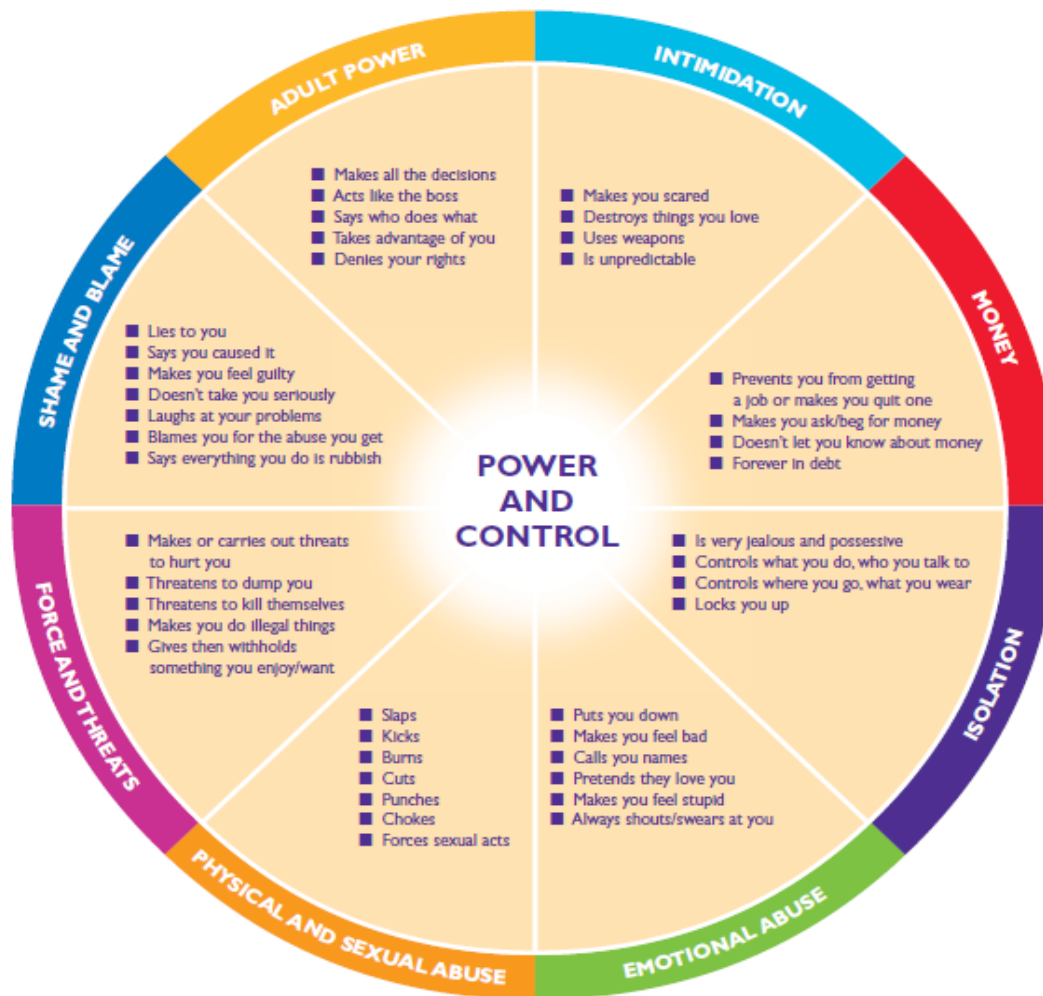 ADULT POWER
■ Makes all the decisions
■ Acts like the boss
■ Says who does what
■ Takes advantage of you
■ Denies your rights
INTIMIDATION
■ Makes you scared
■ Destroys things you love
■ Uses weapons
■ Is unpredictable
MONEY
■ Prevents you from getting
a job or makes you quit one
■ Makes you ask/beg for money
■ Doesn't let you know about money
■ Forever in debt
ISOLATION
■ Is very jealous and possessive
■ Controls what you do, who you talk to
■ Controls where you go, what you wear
■ Locks you up
EMOTIONAL ABUSE
■ Puts you down
■ Makes you feel bad
■ Calls you names
■ Pretends they love you
■ Makes you feel stupid
■ Always shouts/swears at you
PHYSICAL AND SEXUAL ABUSE
■ Slaps
■ Kicks
■ Burns
■ Cuts
■ Punches
■ Chokes
■ Forces sexual acts
FORCE AND THREATS
■ Makes or carries out threats
to hurt you
■ Threatens to dump you
■ Threatens to kill themselves
■ Makes you do illegal things
■ Gives then withholds
something you enjoy/want
SHAME AND BLAME
■ Lies to you
■ Says you caused it
■ Makes you feel guilty
■ Doesn't take you seriously
■ Laughs at your problems
■ Blames you for the abuse you get
■ Says everything you do is rubbish
POWER
AND
CONTROL